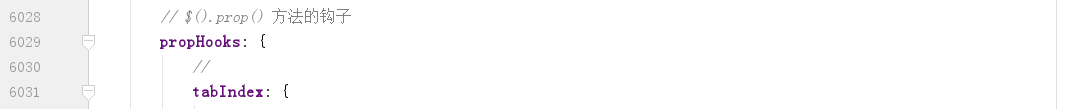 6028 // $().prop() 方法的钩子
6029 propHooks: {
6030 //
6031 tabIndex: {